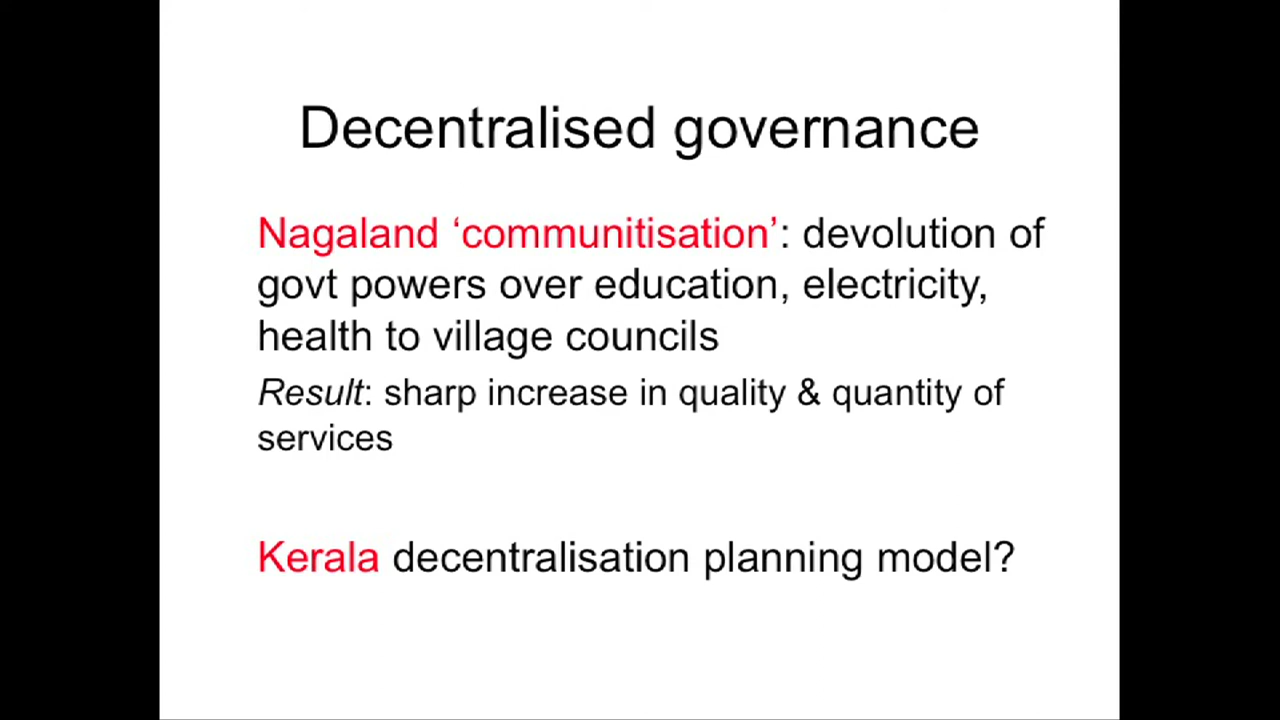 Decentralised governance
Nagaland ‘communitisation’: devolution of
govt powers over education, electricity,
health to village councils
Result: sharp increase in quality & quantity of
services
Kerala decentralisation planning model?